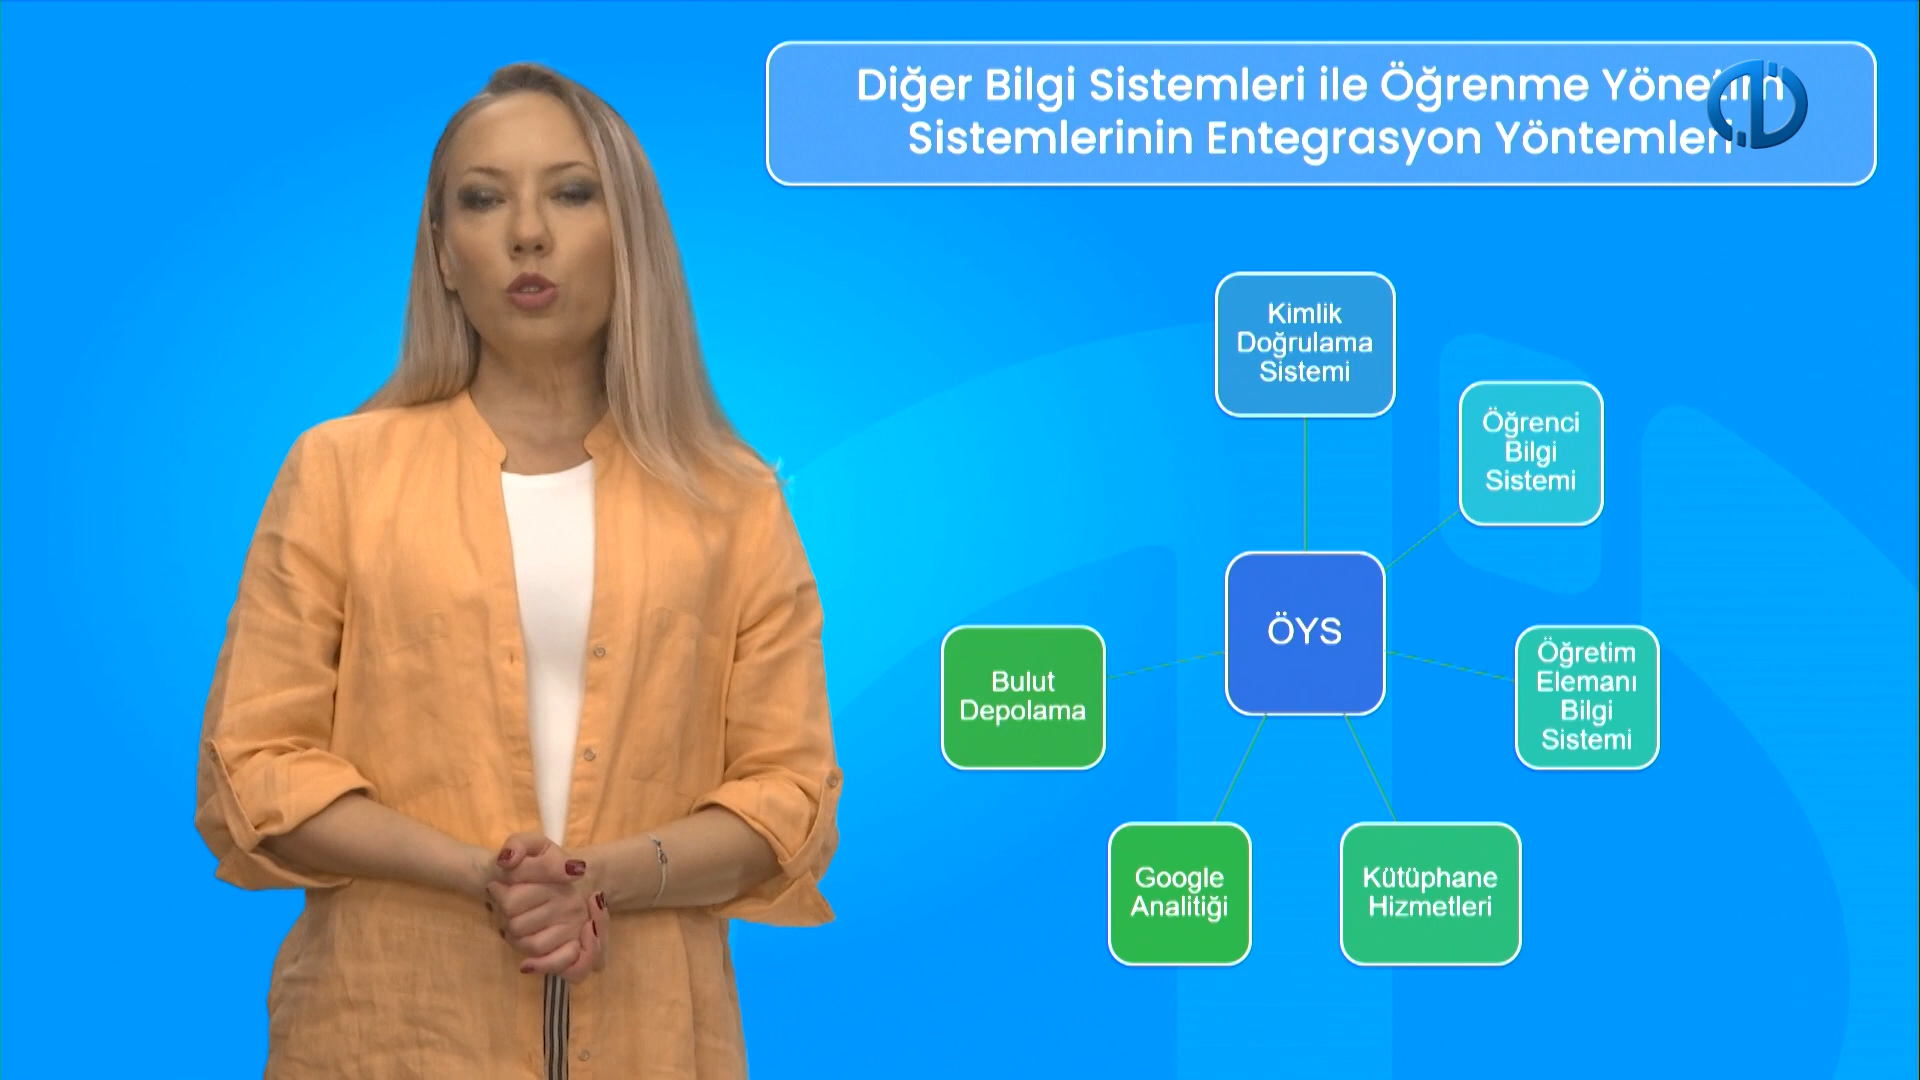 Diğer Bilgi Sistemleri ile Öğrenme Yönetim
Sistemlerinin Entegrasyon Yöntemleri
Kimlik
Doğrulama
Sistemi
Öğrenci
Bilgi
Sistemi
ÖYS
Öğretim
Elemanı
Bilgi
Sistemi
Bulut
Depolama
Google
Analitiği
Kütüphane
Hizmetleri